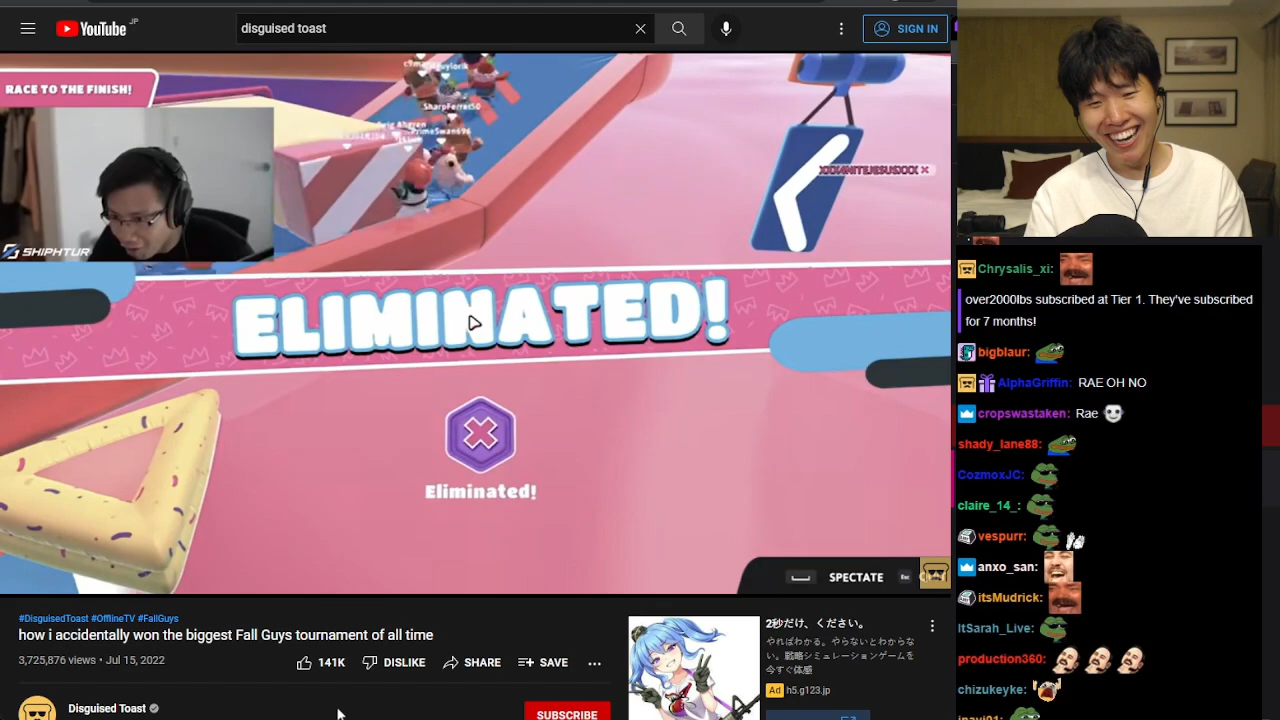 YouTube JP
disguised toast
SIGN IN
RACE TO THE FINISH!
SharpFerret50
PrimeSwan696
XXXWHITEJESUSXXX
SHIPHTUR
ELIMINATED!
Eliminated!
SPECTATE
Esc
#DisguisedToast #OfflineTV #FallGuys
how i accidentally won the biggest Fall Guys tournament of all time
3,725,876 views • Jul 15, 2022
141K
DISLIKE
SHARE
SAVE
Disguised Toast
SUBSCRIBE
2秒だけ、ください。
やればわかる。やらないとわからな
い。戦略シミュレーションゲームを
今すぐ体感
Ad h5.g123.jp
Chrysalis_xi:
over2000lbs subscribed at Tier 1. They've subscribed
for 7 months!
bigblaur:
AlphaGriffin: RAE OH NO
cropswastaken: Rae
shady_lane88:
CozmoxJC:
claire_14_:
vespurr:
anxo_san:
itsMudrick:
ItSarah_Live:
production360:
chizukeyke: